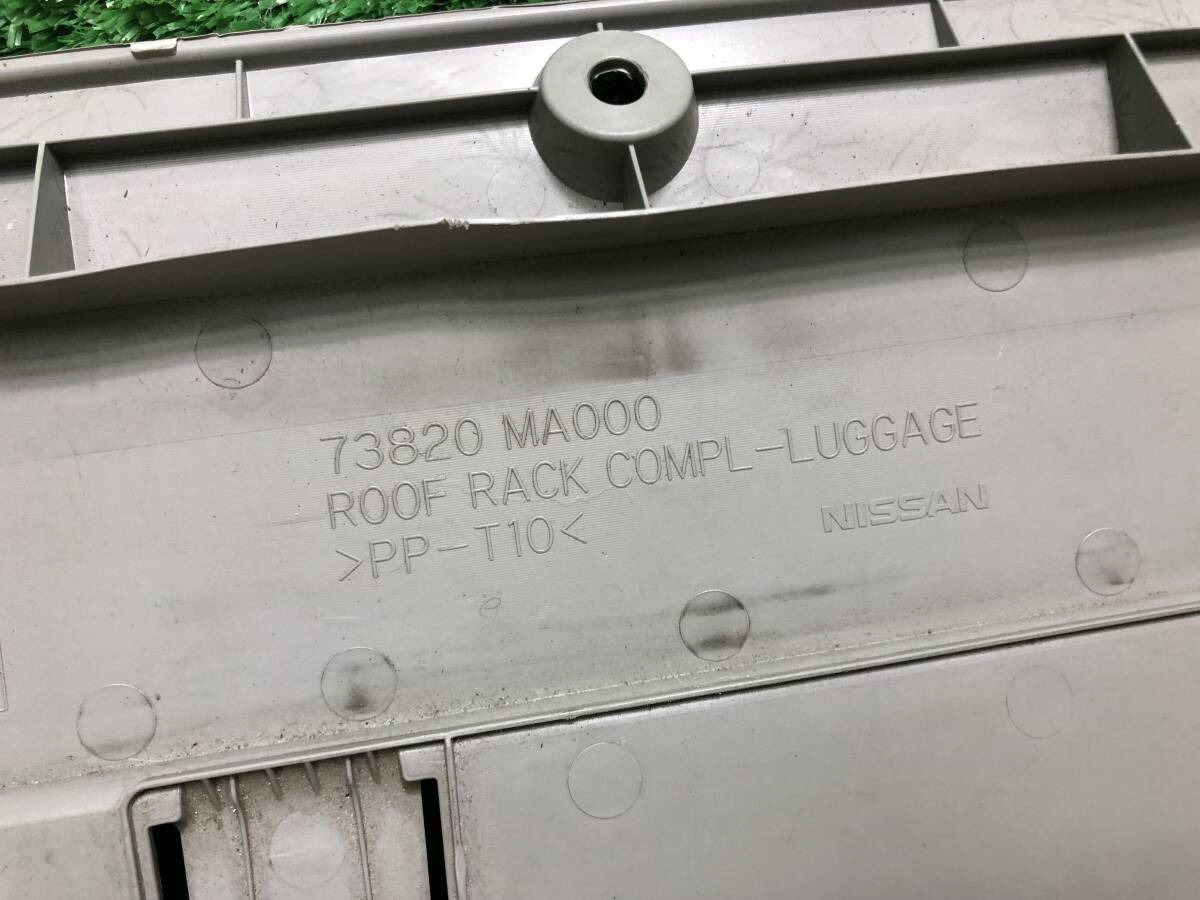 73820 MA000
ROOF RACK COMPL-LUGGAGE
>PP-T10<
NISSAN